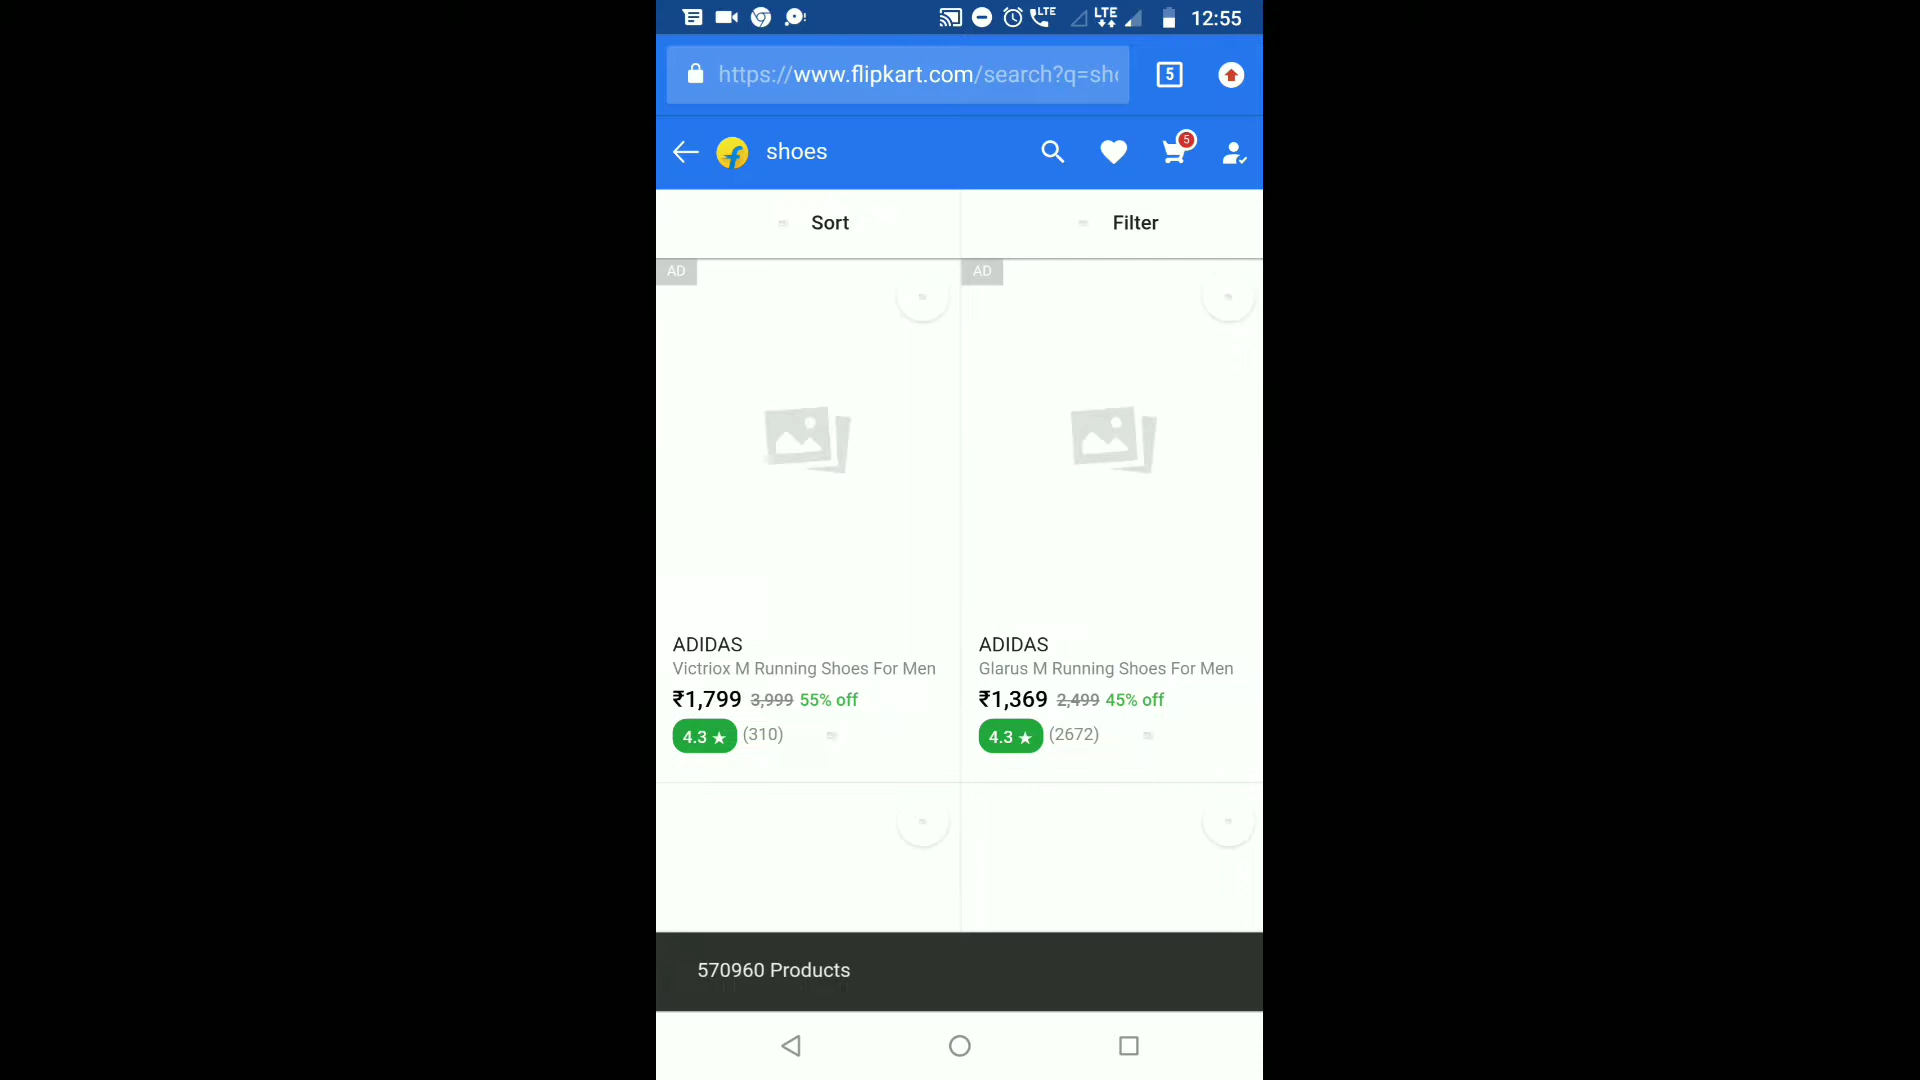 LTE LTE 12:55
https://www.flipkart.com/search?q=sh
5
shoes 5
Sort Filter
AD AD
ADIDAS
Victriox M Running Shoes For Men
₹1,799 3,999 55% off
4.3 ★ (310)
ADIDAS
Glarus M Running Shoes For Men
₹1,369 2,499 45% off
4.3 ★ (2672)
570960 Products